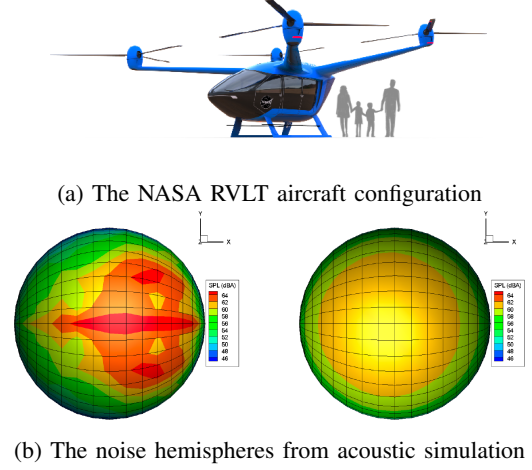 (a) The NASA RVLT aircraft configuration
Y
Z
X
SPL (dBA)
64
62
60
58
56
54
52
50
48
46
Y
Z
X
SPL (dBA)
64
62
60
58
56
54
52
50
48
46
(b) The noise hemispheres from acoustic simulation